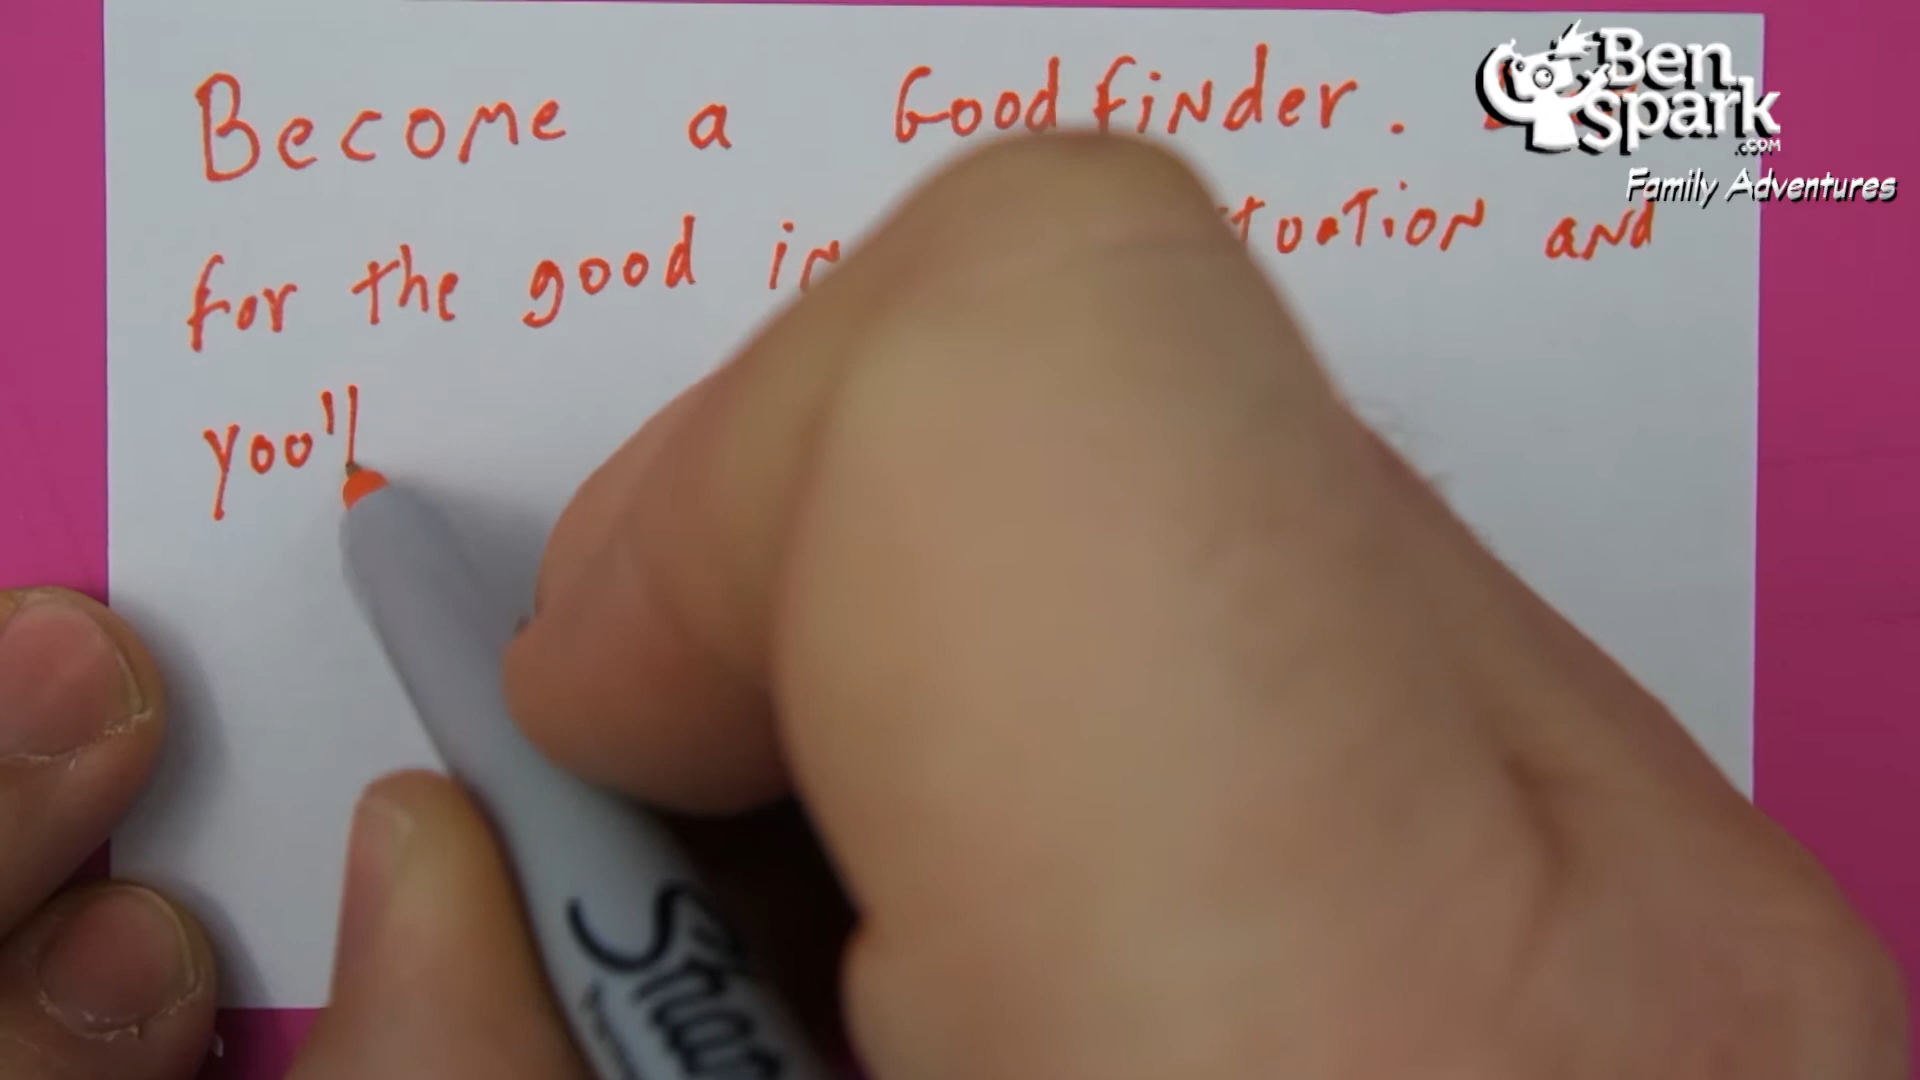 Become a Goodfinder.
for the good in tuation and
you'l
Ben
Spark
.COM
Family Adventures
Shar